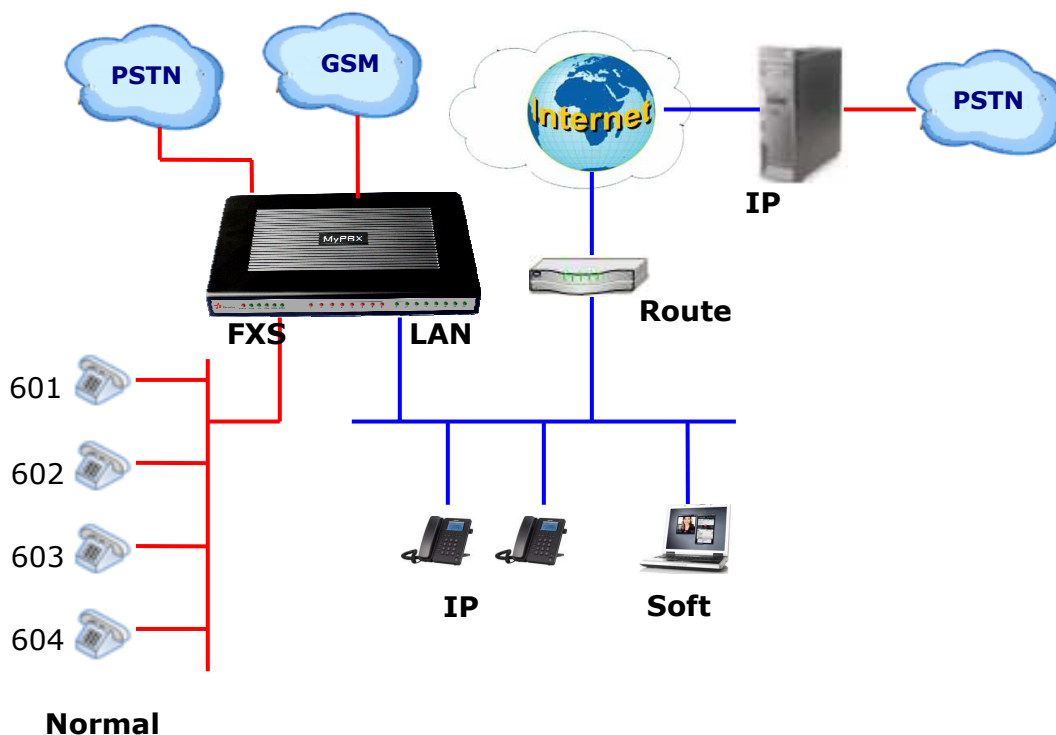 PSTN
GSM
Internet
PSTN
IP
MyPBX
Route
FXS
LAN
601
602
603
604
IP
Soft
Normal